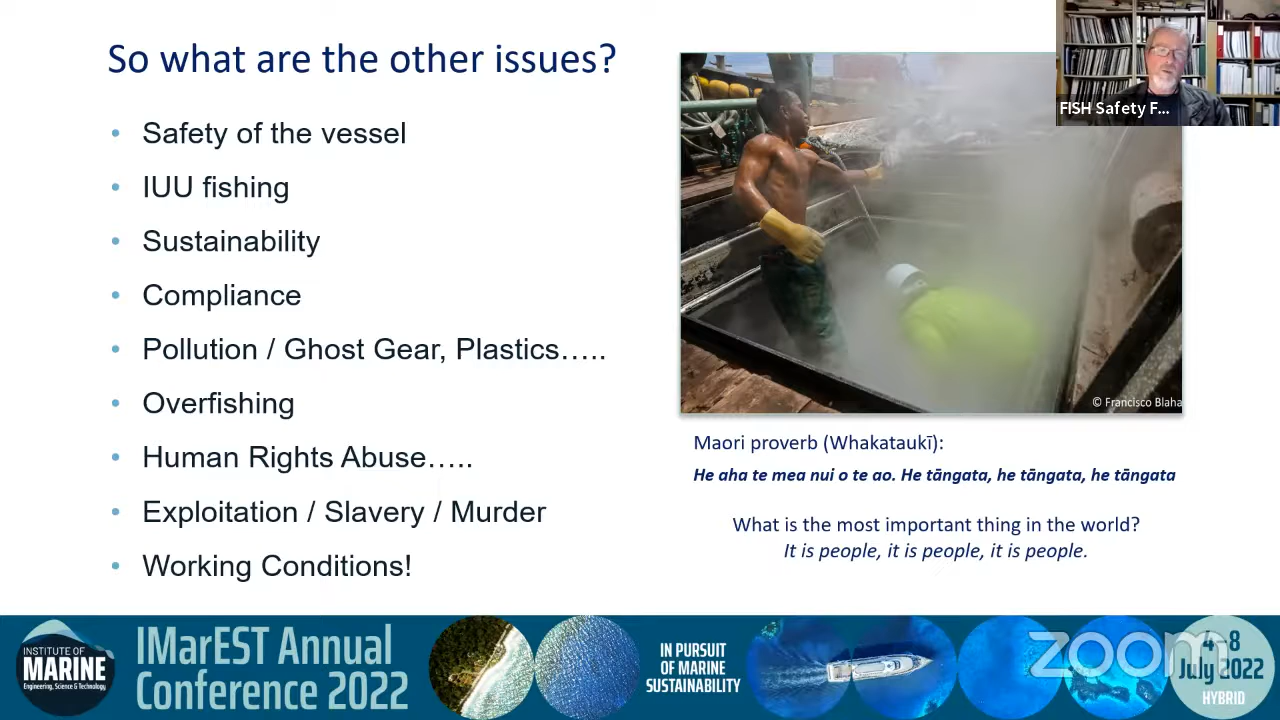 So what are the other issues?
• Safety of the vessel
• IUU fishing
• Sustainability
• Compliance
• Pollution / Ghost Gear, Plastics…..
• Overfishing
• Human Rights Abuse…..
• Exploitation / Slavery / Murder
• Working Conditions!
FISH Safety F...
© Francisco Blaha
Maori proverb (Whakataukī):
He aha te mea nui o te ao. He tāngata, he tāngata, he tāngata
What is the most important thing in the world?
It is people, it is people, it is people.
INSTITUTE OF
MARINE
Engineering, Science & Technology
IMarEST Annual
Conference 2022
IN PURSUIT
OF MARINE
SUSTAINABILITY
zoom
4–8
July 2022
HYBRID